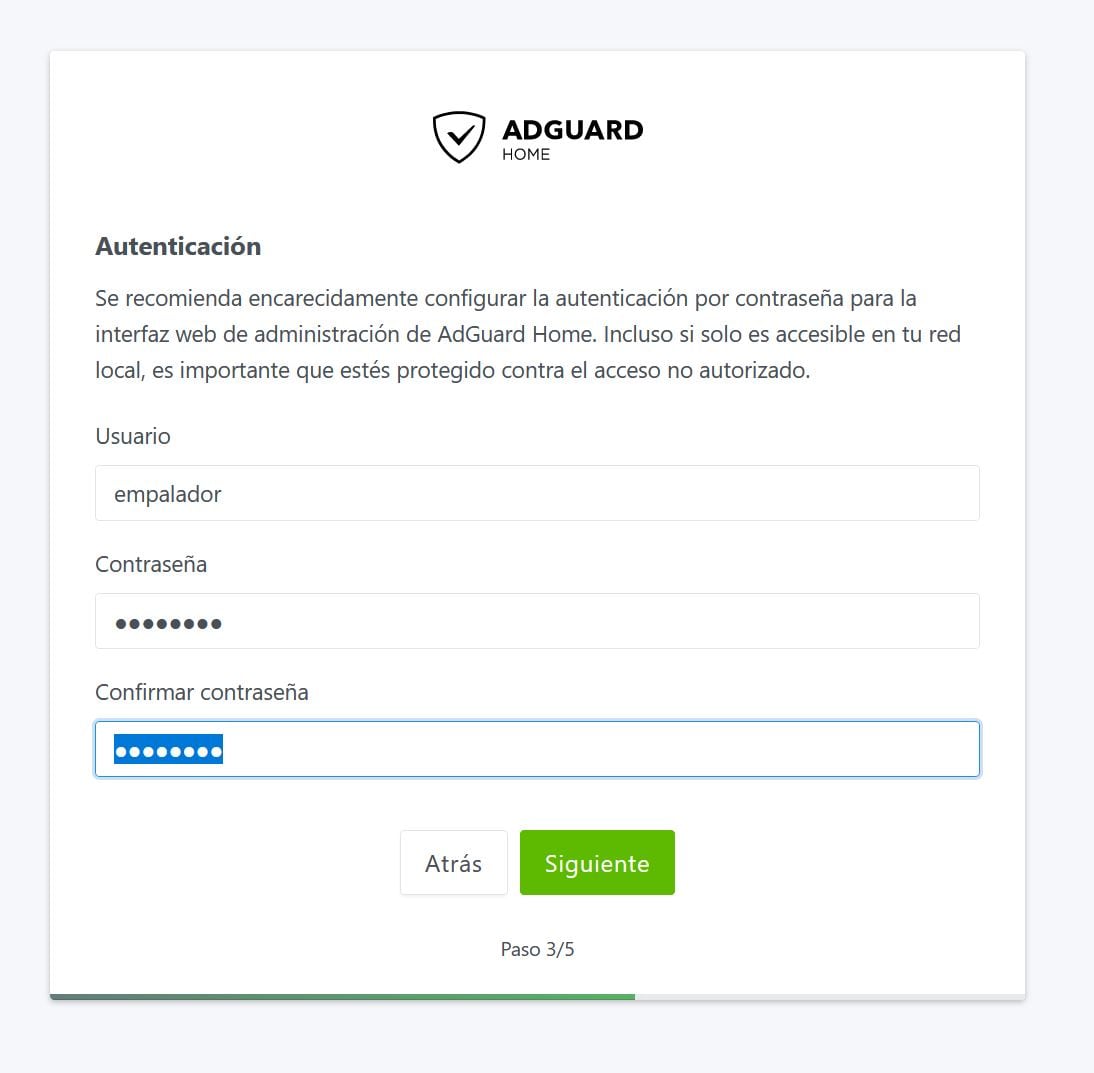 ADGUARD
HOME
Autenticación
Se recomienda encarecidamente configurar la autenticación por contraseña para la
interfaz web de administración de AdGuard Home. Incluso si solo es accesible en tu red
local, es importante que estés protegido contra el acceso no autorizado.
Usuario
empalador
Contraseña
••••••••
Confirmar contraseña
••••••••
Atrás
Siguiente
Paso 3/5